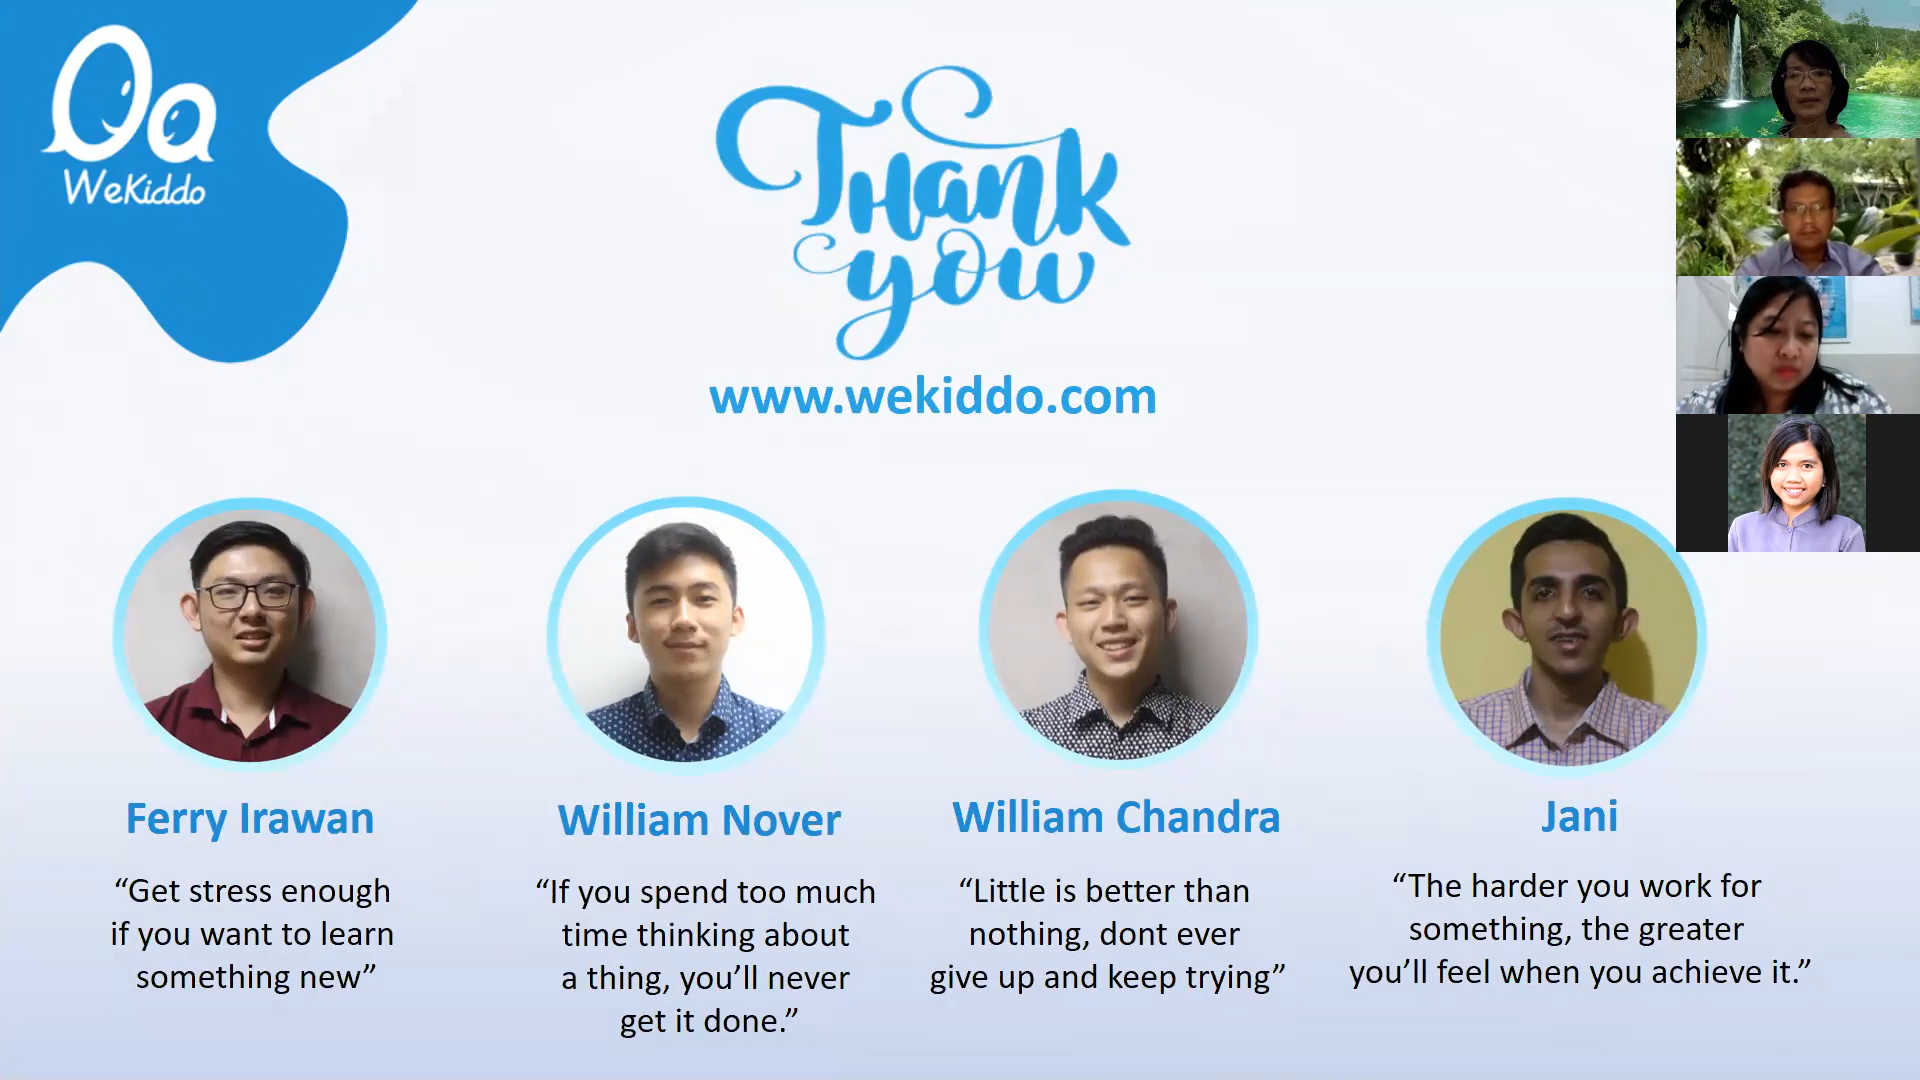 WeKiddo
Thank
you
www.wekiddo.com
Ferry Irawan
“Get stress enough
if you want to learn
something new”
William Nover
“If you spend too much
time thinking about
a thing, you’ll never
get it done.”
William Chandra
“Little is better than
nothing, dont ever
give up and keep trying”
Jani
“The harder you work for
something, the greater
you’ll feel when you achieve it.”